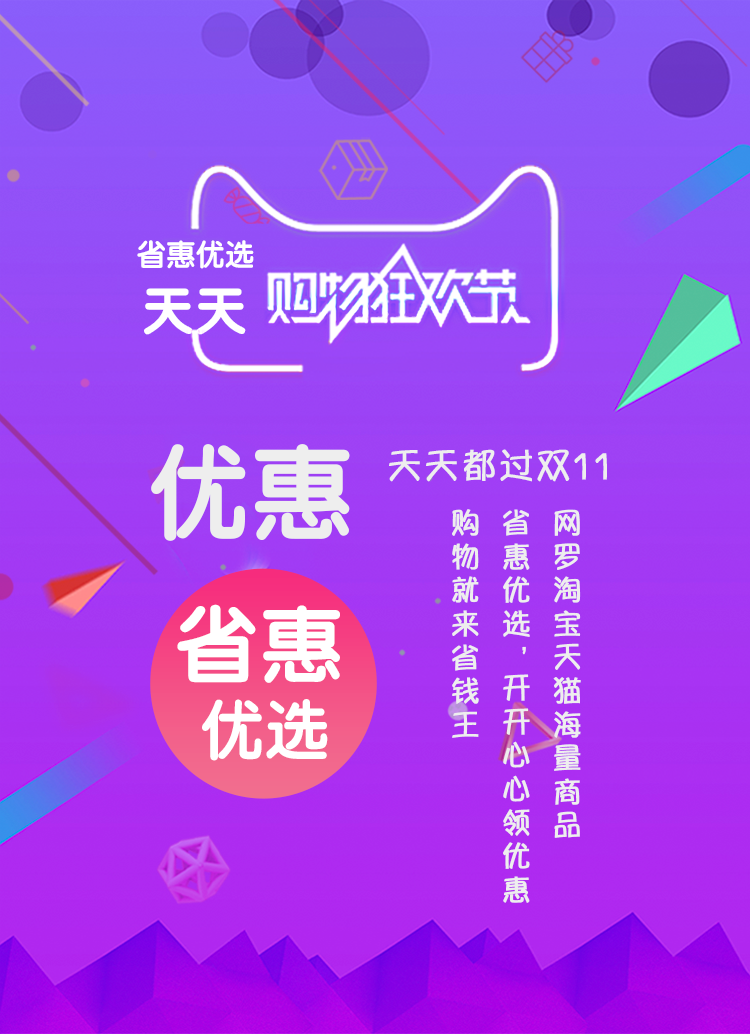 省惠优选
天天
购物狂欢节
优惠
天天都过双11
网罗淘宝天猫海量商品
省惠优选，开开心心领优惠
购物就来省钱王
省惠
优选